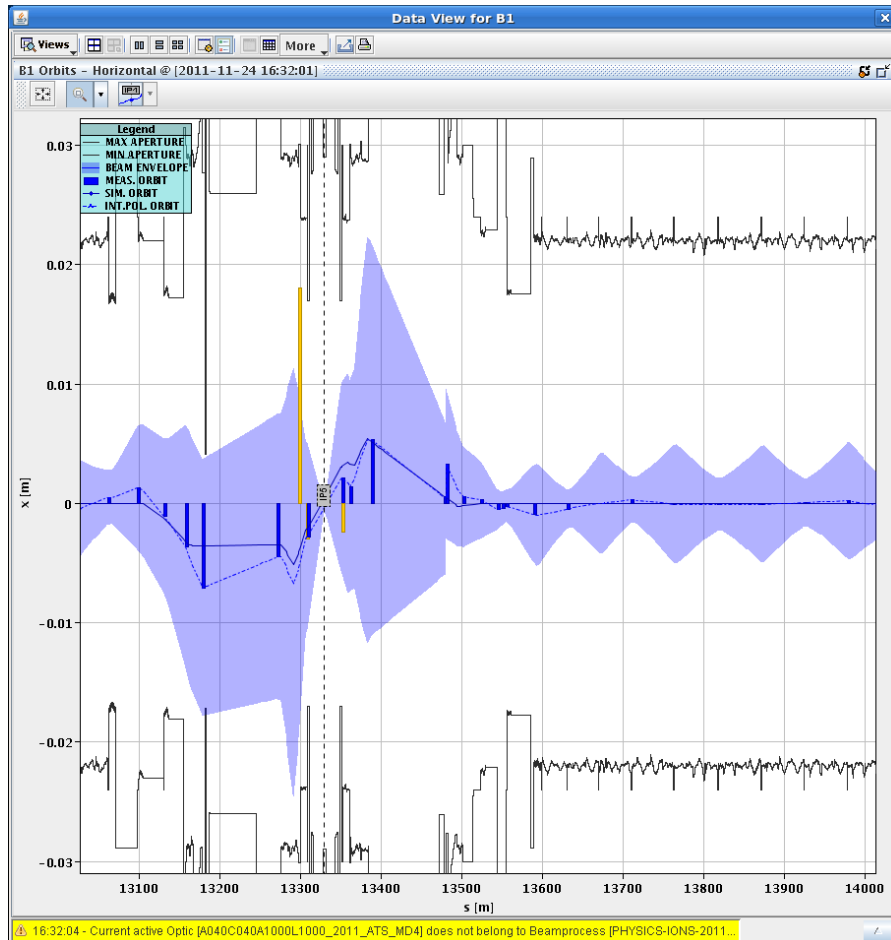 Data View for B1
Views More
B1 Orbits - Horizontal @ [2011-11-24 16:32:01]
IP4
Legend
MAX APERTURE
MIN APERTURE
BEAM ENVELOPE
MEAS. ORBIT
SIM. ORBIT
INT.POL. ORBIT
0.03
0.02
0.01
0
-0.01
-0.02
-0.03
x [m]
IP5
13100 13200 13300 13400 13500 13600 13700 13800 13900 14000
s [m]
16:32:04 - Current active Optic [A040C040A1000L1000_2011_ATS_MD4] does not belong to Beamprocess [PHYSICS-IONS-2011...